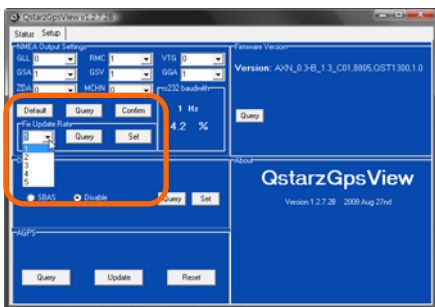 QstarzGpsView v1.2.7.28
Status Setup
NMEA Output Settings
Firmware Version
GLL 0 RMC 1 VTG 0
GSA 1 GSV 1 GGA 1
Version: AXN_0.3-B_1.3_C01,8805,QST1300,1.0
ZDA 0 MCHN 0
rs232 baudwidth
Default Query Confirm
1 Hz
Query
Fix Update Rate
1 Query Set
4.2 %
1
2
3
4
5
SBAS Disable
Query Set
About
QstarzGpsView
Version 1.2.7.28 2008 Aug 27nd
AGPS
Query Update Reset